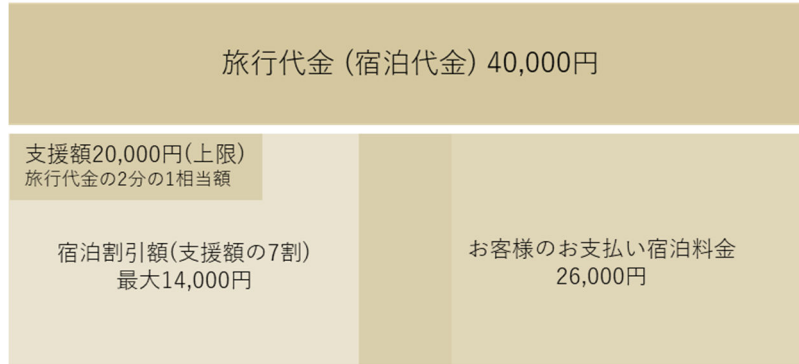 旅行代金 (宿泊代金) 40,000円
支援額20,000円(上限)
旅行代金の2分の1相当額
宿泊割引額(支援額の7割)
最大14,000円
お客様のお支払い宿泊料金
26,000円